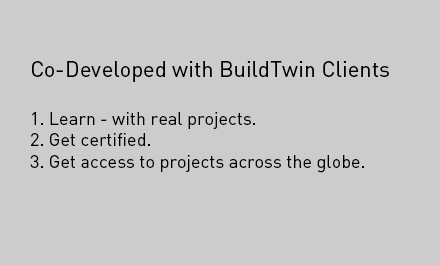 Co-Developed with BuildTwin Clients
1. Learn - with real projects.
2. Get certified.
3. Get access to projects across the globe.